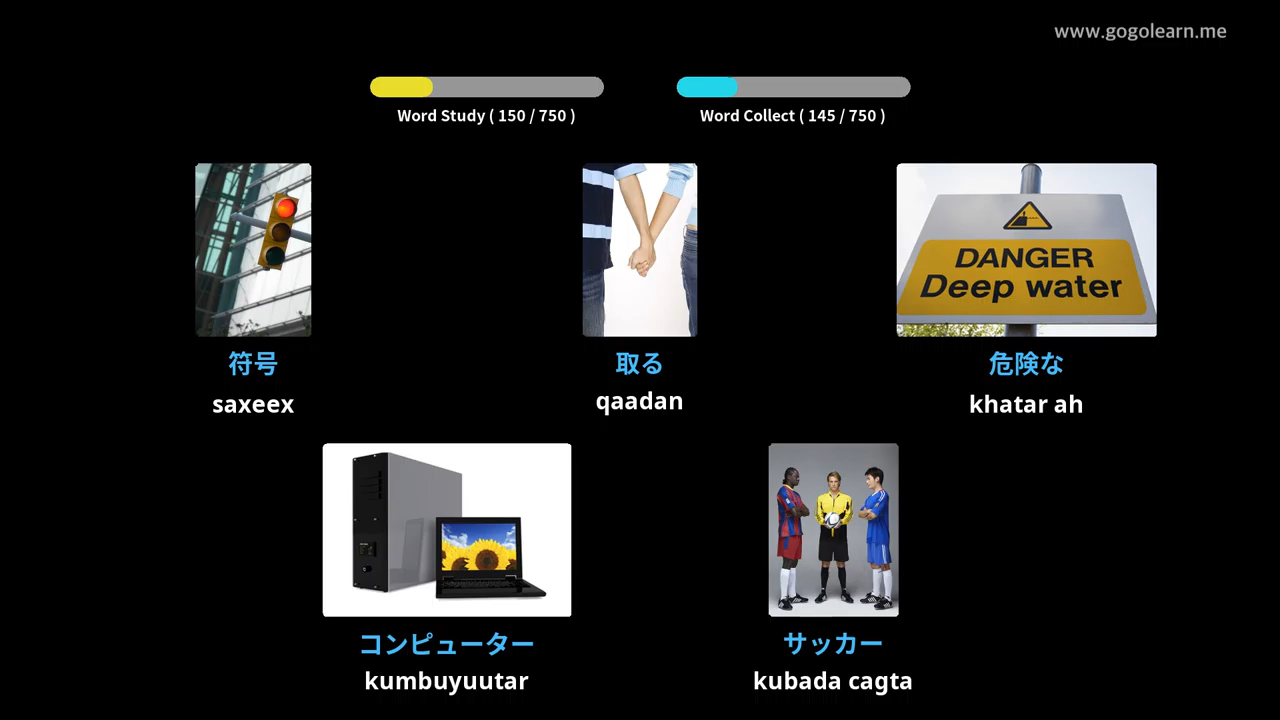 www.gogolearn.me
Word Study ( 150 / 750 )
Word Collect ( 145 / 750 )
DANGER
Deep water
符号
取る
危険な
saxeex
qaadan
khatar ah
コンピューター
サッカー
kumbuyuutar
kubada cagta